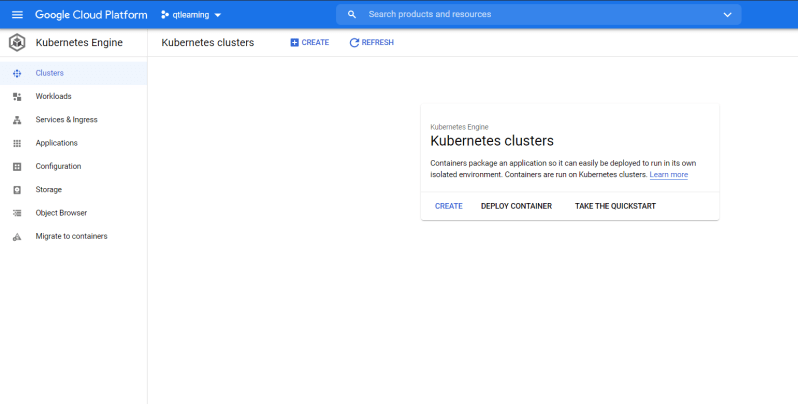 Google Cloud Platform
qtlearning
Search products and resources
Kubernetes Engine
Kubernetes clusters
CREATE
REFRESH
Clusters
Workloads
Services & Ingress
Applications
Configuration
Storage
Object Browser
Migrate to containers
Kubernetes Engine
Kubernetes clusters
Containers package an application so it can easily be deployed to run in its own
isolated environment. Containers are run on Kubernetes clusters. Learn more
CREATE
DEPLOY CONTAINER
TAKE THE QUICKSTART